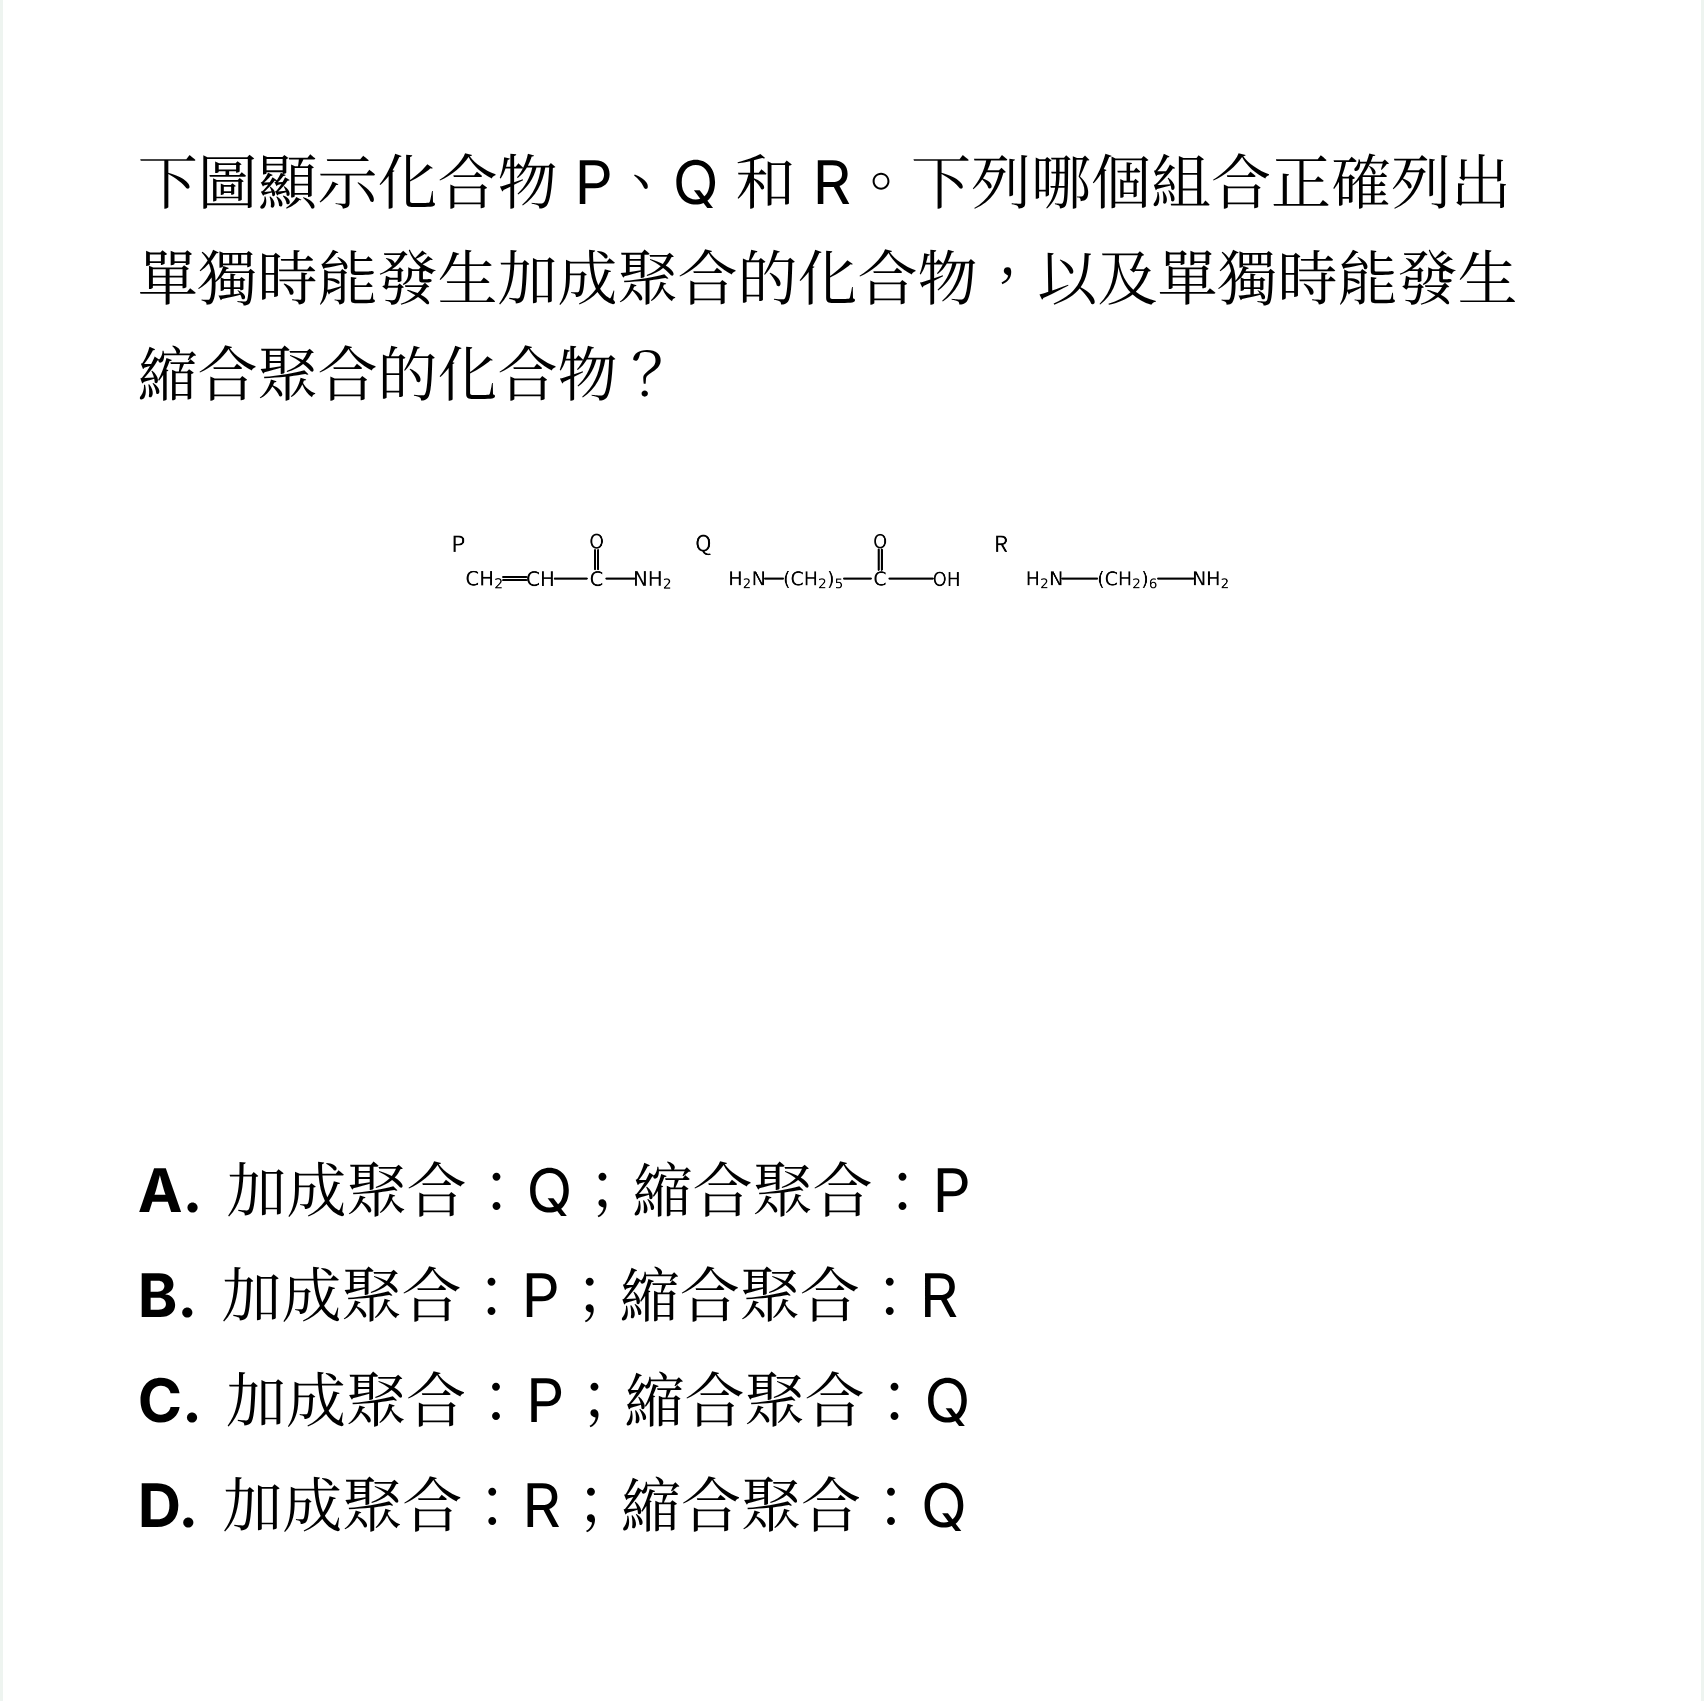 下圖顯示化合物 P、Q 和 R。下列哪個組合正確列出
單獨時能發生加成聚合的化合物，以及單獨時能發生
縮合聚合的化合物？
P
CH₂=CH—C(=O)—NH₂
Q
H₂N—(CH₂)₅—C(=O)—OH
R
H₂N—(CH₂)₆—NH₂
A. 加成聚合：Q；縮合聚合：P
B. 加成聚合：P；縮合聚合：R
C. 加成聚合：P；縮合聚合：Q
D. 加成聚合：R；縮合聚合：Q